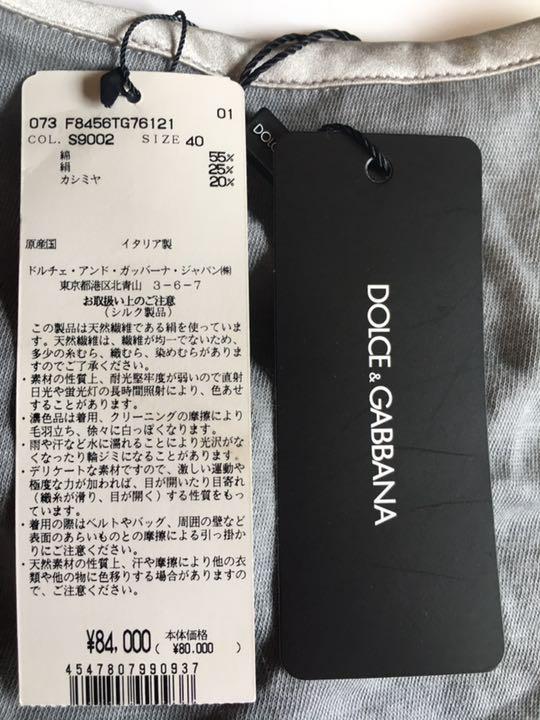 01
073 F8456TG76121
COL. S9002 SIZE 40
綿 55%
絹 25%
カシミヤ 20%
原産国 イタリア製
ドルチェ・アンド・ガッバーナ・ジャパン㈱
東京都港区北青山 3-6-7
お取扱い上のご注意
(シルク製品)
この製品は天然繊維である絹を使っていま
す。天然繊維は、繊維が均一でないため、
多少の糸むら、織むら、染めむらがありま
すのでご了承ください。
・素材の性質上、耐光堅牢度が弱いので直射
日光や蛍光灯の長時間照射により、色あせ
することがあります。
・濃色品は着用、クリーニングの摩擦により
毛羽立ち、徐々に白っぽくなります。
・雨や汗など水に濡れることにより光沢がな
くなったり輪ジミになることがあります。
・デリケートな素材ですので、激しい運動や
極度な力が加われば、目が開いたり目寄れ
(織糸が滑り、目が開く)する性質をもっ
ています。
・着用の際はベルトやバッグ、周囲の壁など
表面のあらいものとの摩擦による引っ掛か
りにご注意ください。
・天然素材の性質上、汗や摩擦により他の衣
類や他の物に色移りする場合がありますの
で、ご注意ください。
¥84,000 ( 本体価格 ¥80.000 )
4547807990937
DOLC
DOLCE & GABBANA